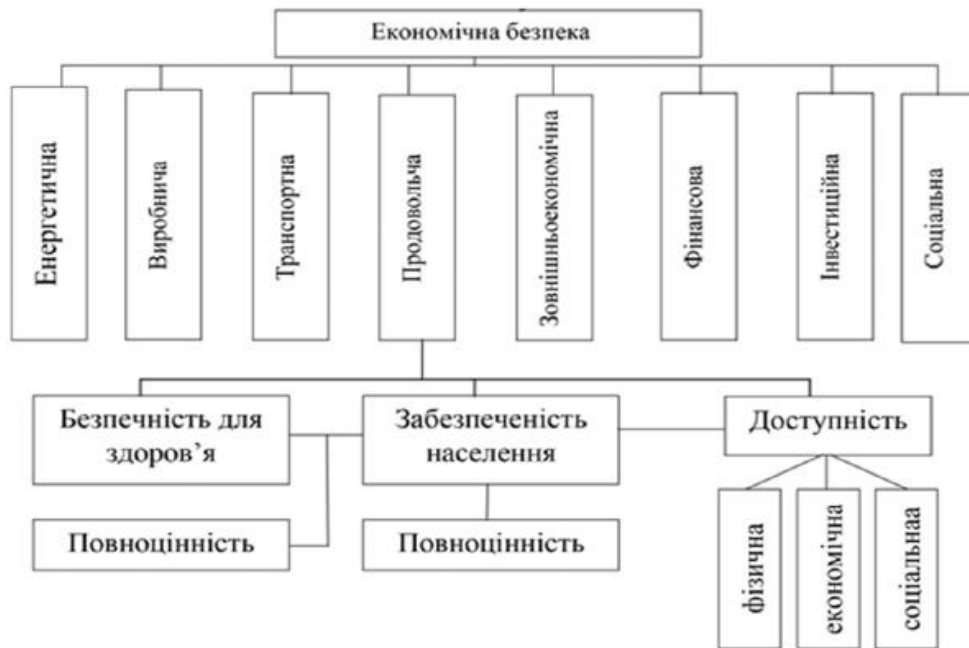 Економічна безпека
Енергетична
Виробнича
Транспортна
Продовольча
Зовнішньоекономічна
Фінансова
Інвестиційна
Соціальна
Безпечність для
здоров’я
Забезпеченість
населення
Доступність
Повноцінність
Повноцінність
фізична
економічна
соціальнаа